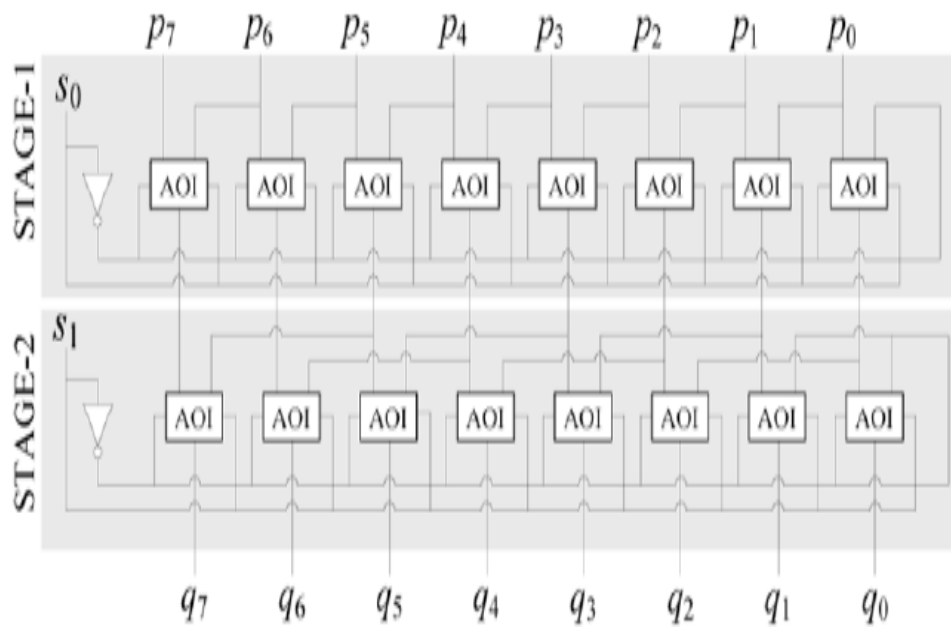 p7 p6 p5 p4 p3 p2 p1 p0
STAGE-1
s0
AOI AOI AOI AOI AOI AOI AOI AOI
STAGE-2
s1
AOI AOI AOI AOI AOI AOI AOI AOI
q7 q6 q5 q4 q3 q2 q1 q0